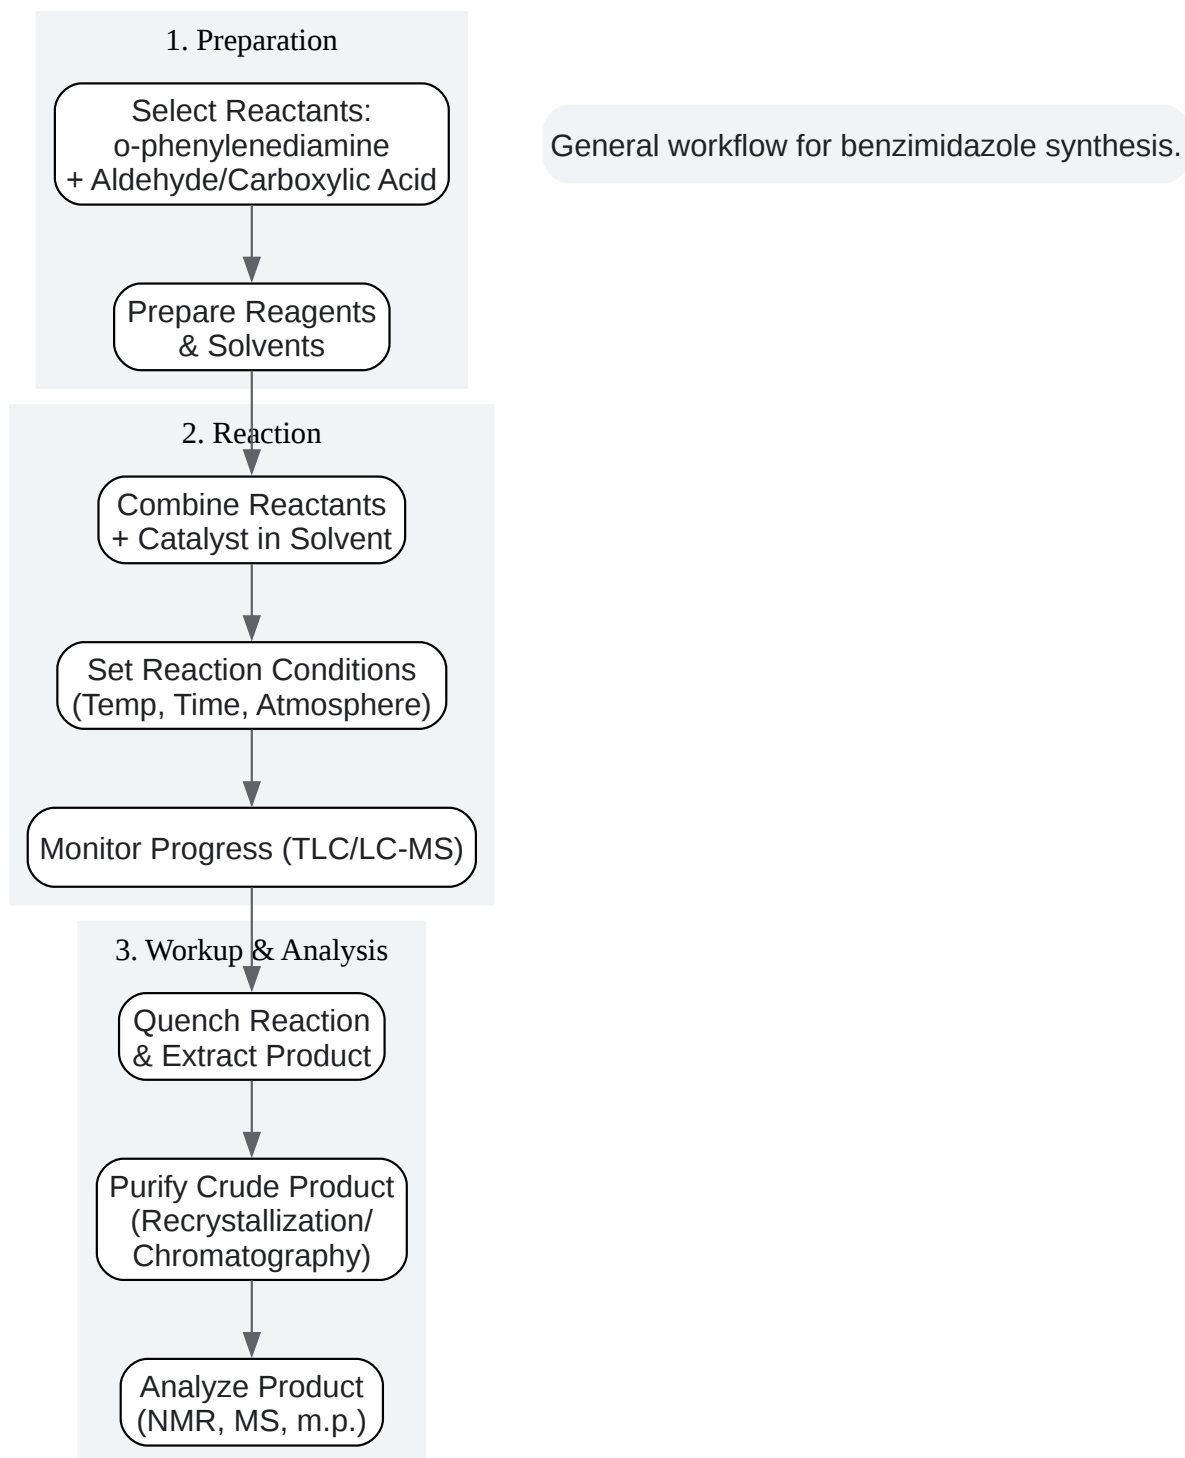 1. Preparation
Select Reactants:
o-phenylenediamine
+ Aldehyde/Carboxylic Acid
General workflow for benzimidazole synthesis.
Prepare Reagents
& Solvents
2. Reaction
Combine Reactants
+ Catalyst in Solvent
Set Reaction Conditions
(Temp, Time, Atmosphere)
Monitor Progress (TLC/LC-MS)
3. Workup & Analysis
Quench Reaction
& Extract Product
Purify Crude Product
(Recrystallization/
Chromatography)
Analyze Product
(NMR, MS, m.p.)